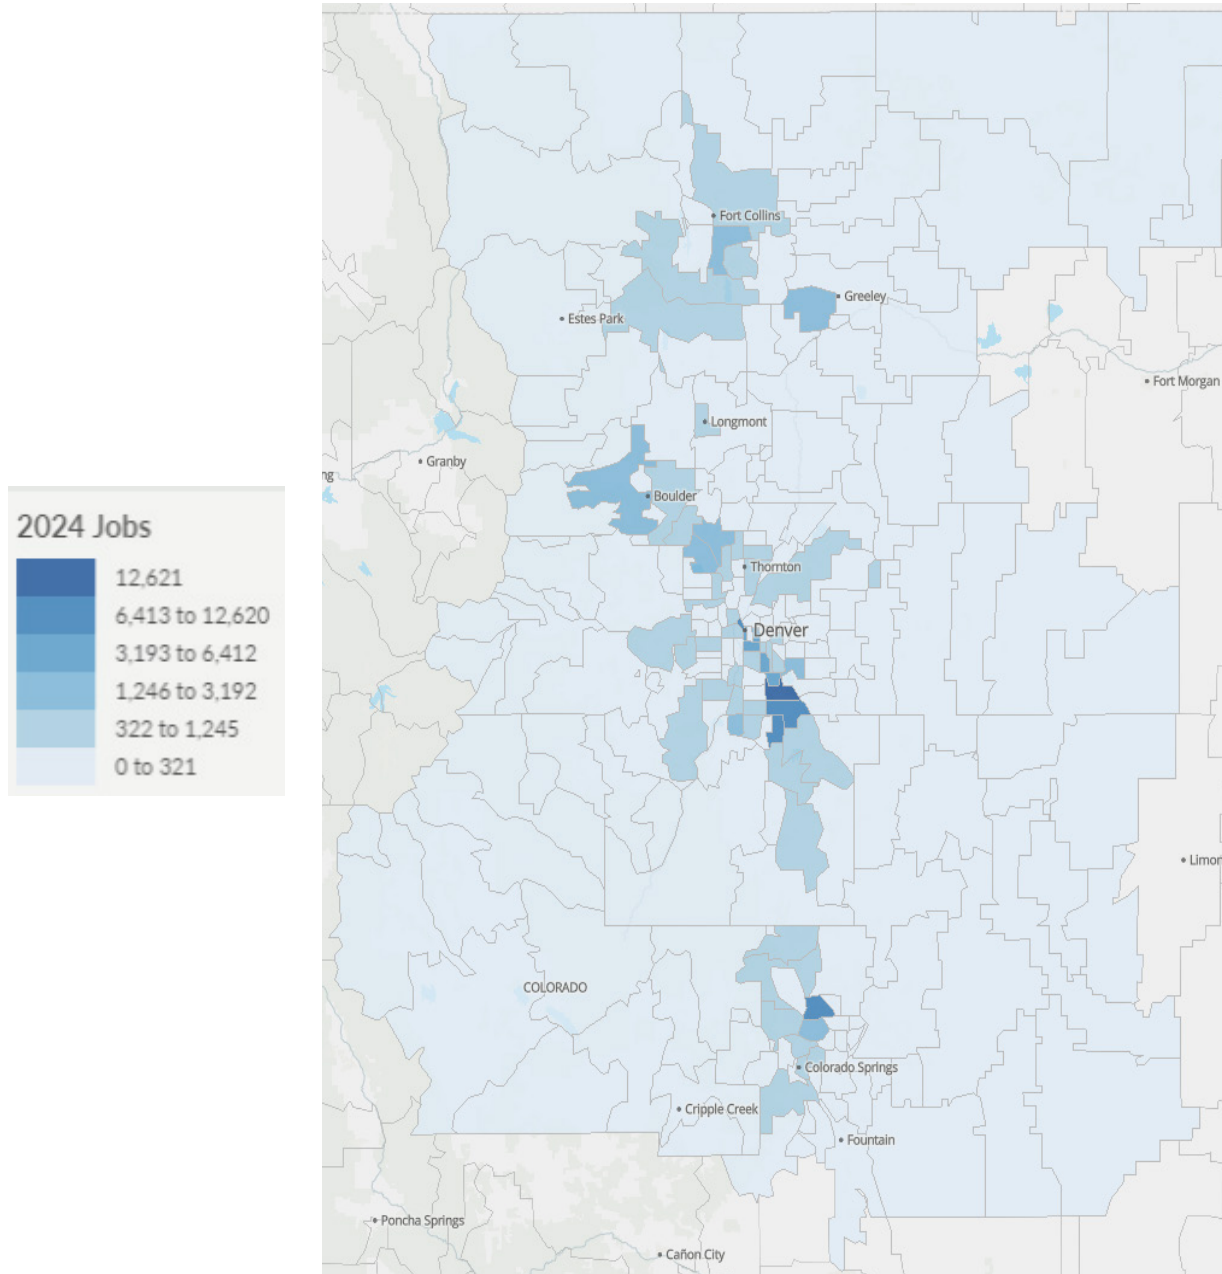 2024 Jobs
12,621
6,413 to 12,620
3,193 to 6,412
1,246 to 3,192
322 to 1,245
0 to 321
Fort Collins
Greeley
Estes Park
Fort Morgan
Longmont
Granby
ng
Boulder
Thornton
Denver
Limon
COLORADO
Colorado Springs
Cripple Creek
Fountain
Poncha Springs
Cañon City